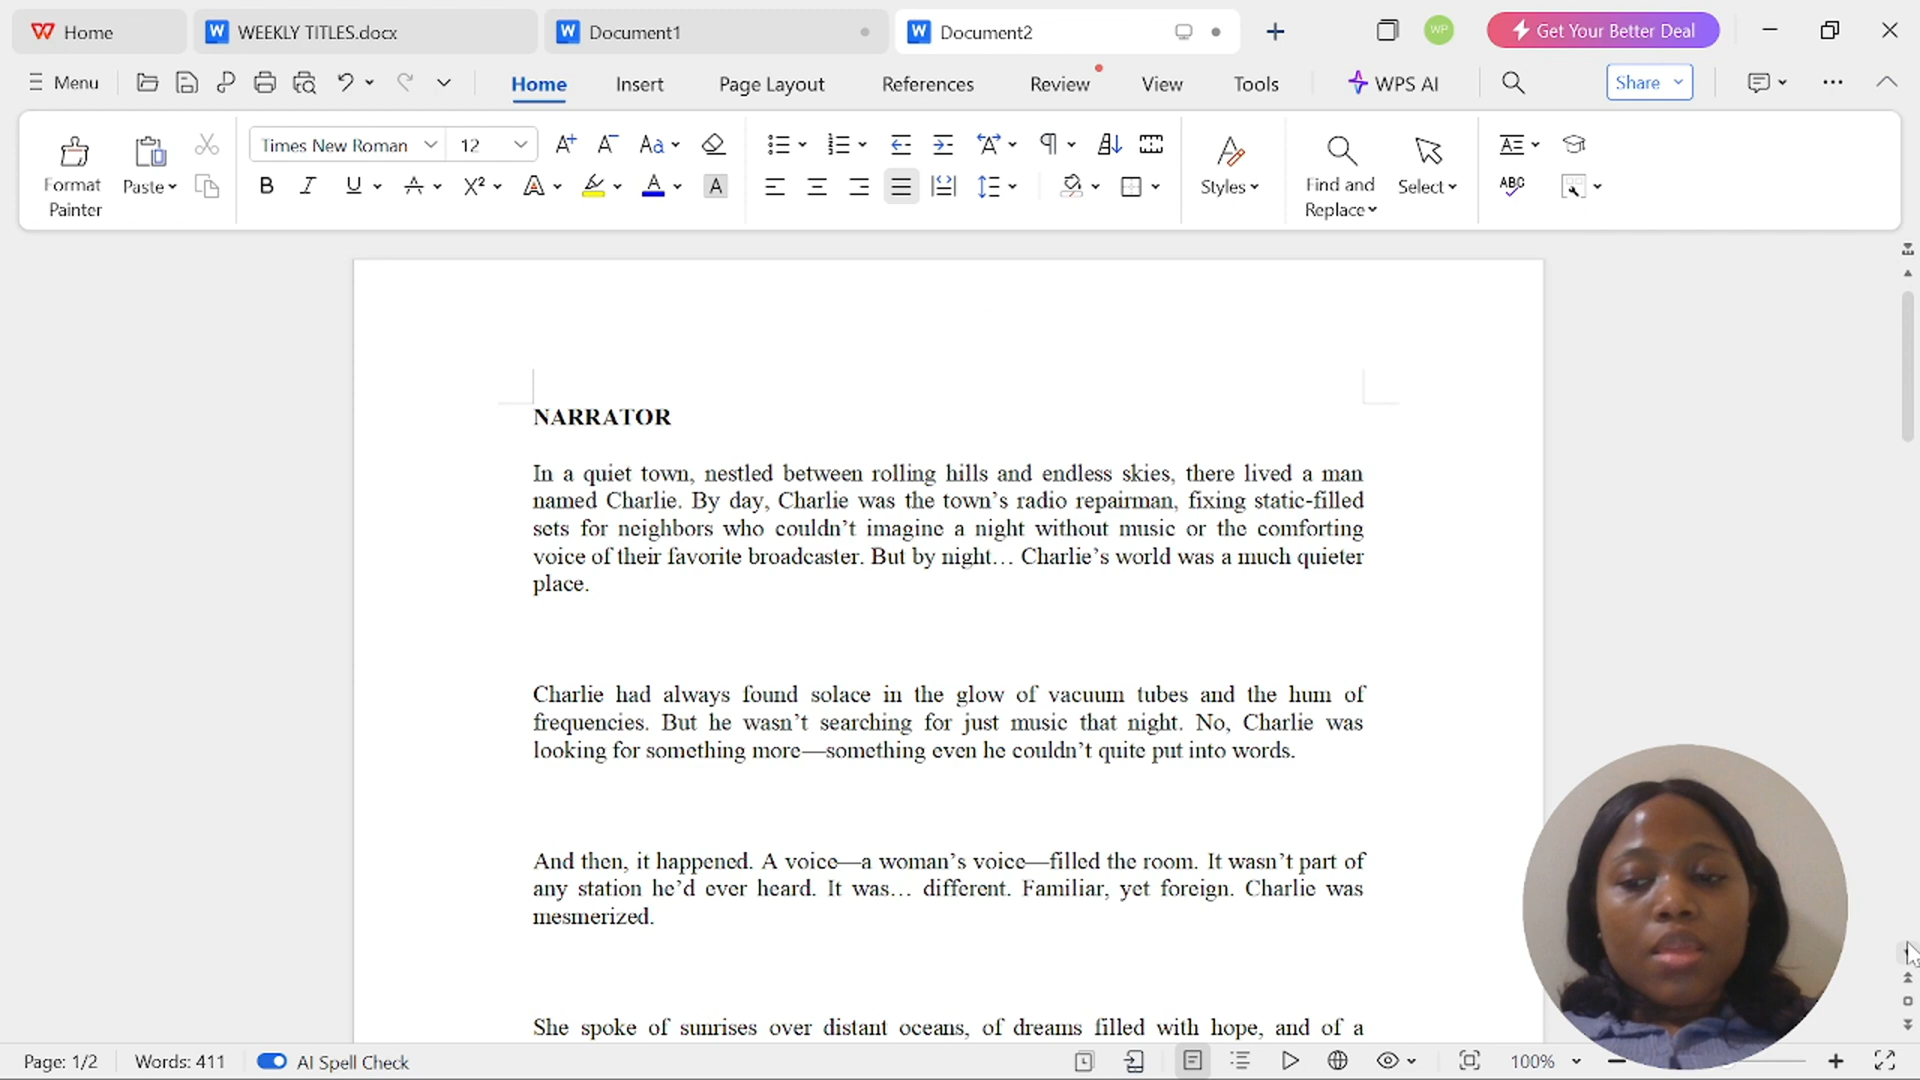 Home
WEEKLY TITLES.docx
Document1
Document2
WP
Get Your Better Deal
Menu
Home
Insert
Page Layout
References
Review
View
Tools
WPS AI
Share
Format
Painter
Paste
Times New Roman
12
Styles
Find and
Replace
Select
NARRATOR
In a quiet town, nestled between rolling hills and endless skies, there lived a man
named Charlie. By day, Charlie was the town’s radio repairman, fixing static-filled
sets for neighbors who couldn’t imagine a night without music or the comforting
voice of their favorite broadcaster. But by night… Charlie’s world was a much quieter
place.
Charlie had always found solace in the glow of vacuum tubes and the hum of
frequencies. But he wasn’t searching for just music that night. No, Charlie was
looking for something more—something even he couldn’t quite put into words.
And then, it happened. A voice—a woman’s voice—filled the room. It wasn’t part of
any station he’d ever heard. It was… different. Familiar, yet foreign. Charlie was
mesmerized.
She spoke of sunrises over distant oceans, of dreams filled with hope, and of a
Page: 1/2
Words: 411
AI Spell Check
100%